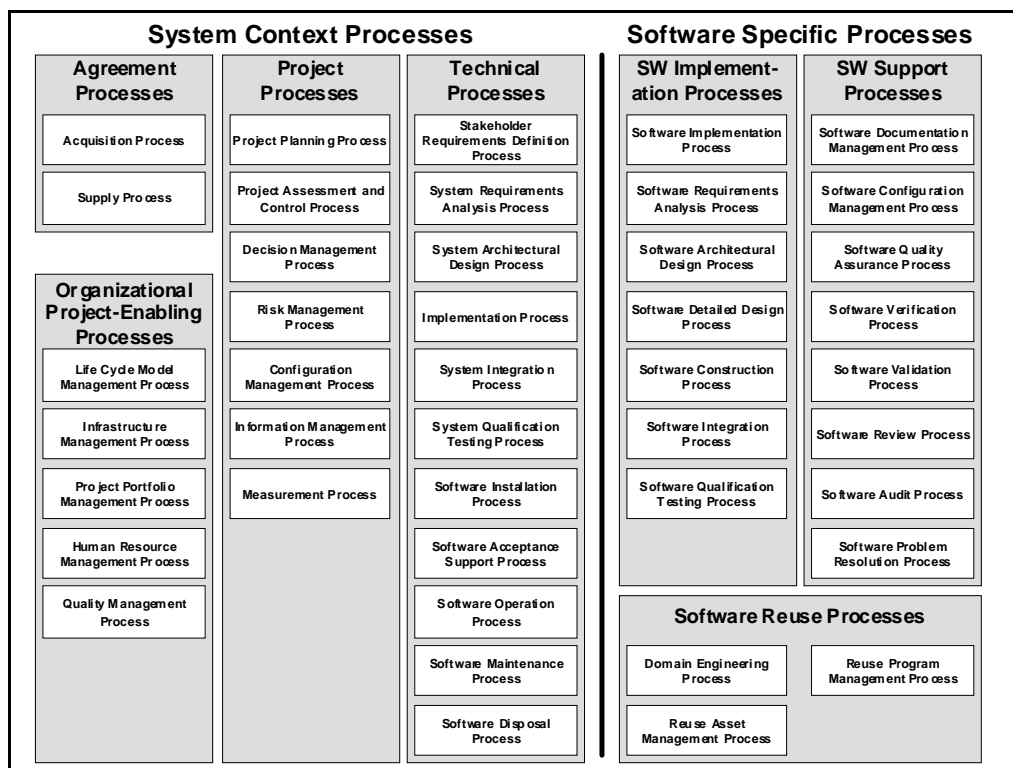 System Context Processes
Software Specific Processes
Agreement
Processes
Acquisition Process
Supply Process
Organizational
Project-Enabling
Processes
Life Cycle Model
Management Process
Infrastructure
Management Process
Project Portfolio
Management Process
Human Resource
Management Process
Quality Management
Process
Project
Processes
Project Planning Process
Project Assessment and
Control Process
Decision Management
Process
Risk Management
Process
Configuration
Management Process
Information Management
Process
Measurement Process
Technical
Processes
Stakeholder
Requirements Definition
Process
System Requirements
Analysis Process
System Architectural
Design Process
Implementation Process
System Integration
Process
System Qualification
Testing Process
Software Installation
Process
Software Acceptance
Support Process
Software Operation
Process
Software Maintenance
Process
Software Disposal
Process
SW Implement-
ation Processes
Software Implementation
Process
Software Requirements
Analysis Process
Software Architectural
Design Process
Software Detailed Design
Process
Software Construction
Process
Software Integration
Process
Software Qualification
Testing Process
SW Support
Processes
Software Documentation
Management Process
Software Configuration
Management Process
Software Quality
Assurance Process
Software Verification
Process
Software Validation
Process
Software Review Process
Software Audit Process
Software Problem
Resolution Process
Software Reuse Processes
Domain Engineering
Process
Reuse Program
Management Process
Reuse Asset
Management Process